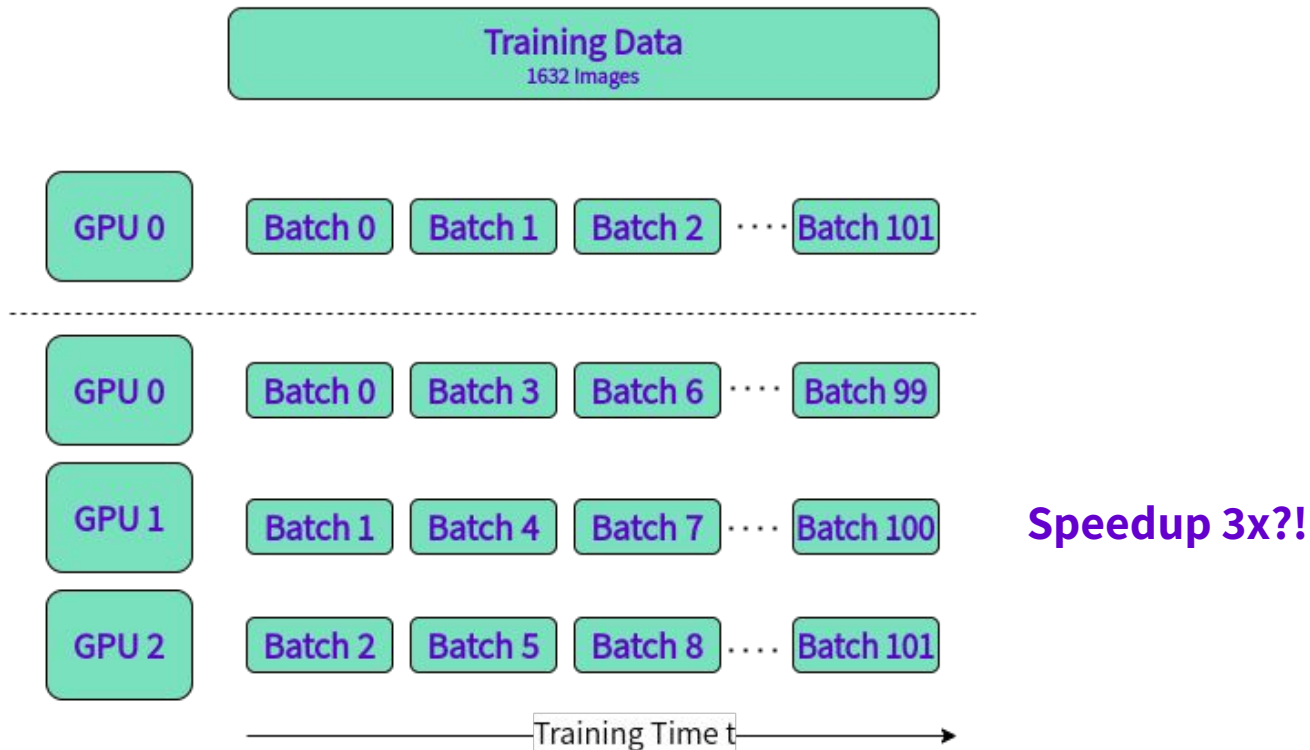 Training Data
1632 Images
GPU 0
Batch 0
Batch 1
Batch 2
....
Batch 101
GPU 0
Batch 0
Batch 3
Batch 6
....
Batch 99
GPU 1
Batch 1
Batch 4
Batch 7
....
Batch 100
Speedup 3x?!
GPU 2
Batch 2
Batch 5
Batch 8
....
Batch 101
Training Time t